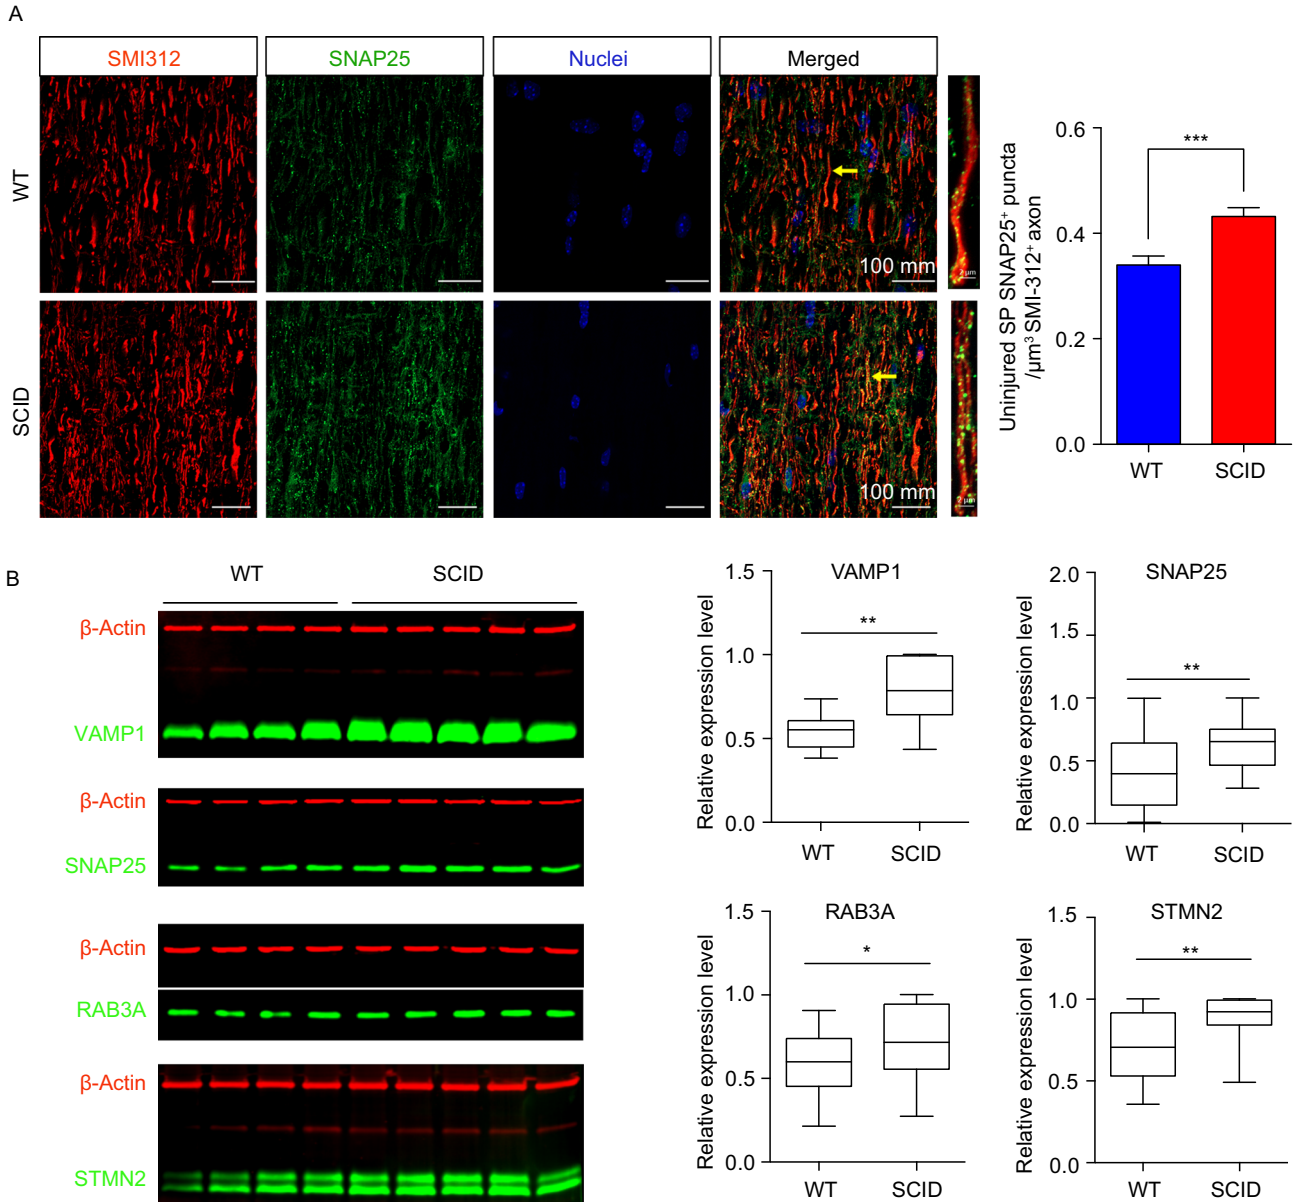 A
SMI312 SNAP25 Nuclei Merged
WT
SCID
100 mm
100 mm
2 µm
2 µm
Uninjured SP SNAP25⁺ puncta
/µm³ SMI-312⁺ axon
0.6
0.4
0.2
0.0
***
WT SCID
B
WT SCID
β-Actin
VAMP1
β-Actin
SNAP25
β-Actin
RAB3A
β-Actin
STMN2
VAMP1
Relative expression level
1.5
1.0
0.5
0.0
**
WT SCID
SNAP25
Relative expression level
2.0
1.5
1.0
0.5
0.0
**
WT SCID
RAB3A
Relative expression level
1.5
1.0
0.5
0.0
*
WT SCID
STMN2
Relative expression level
1.5
1.0
0.5
0.0
**
WT SCID